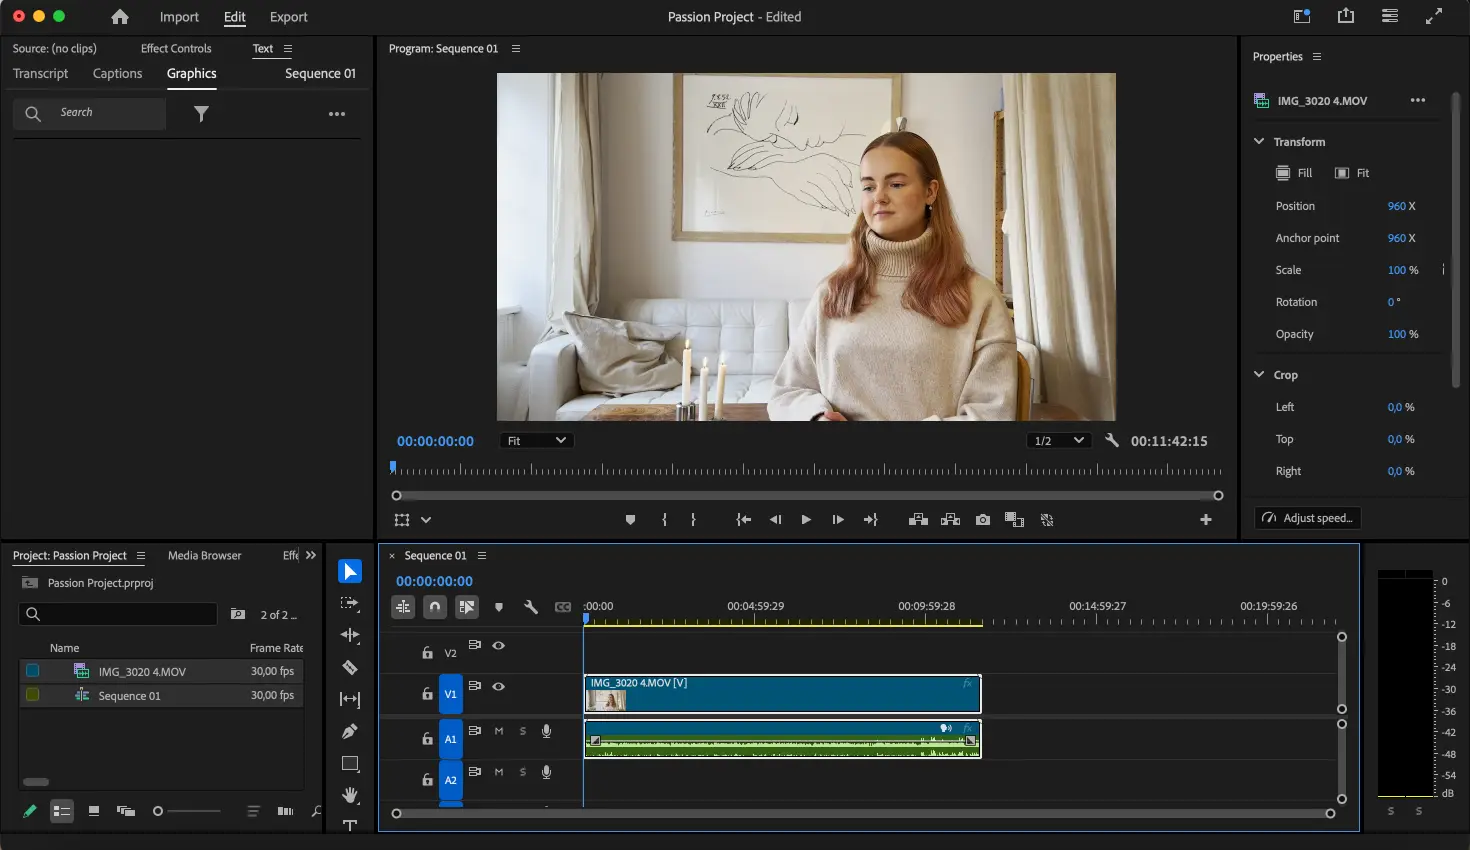 Import Edit Export Passion Project - Edited
Source: (no clips) Effect Controls Text
Transcript Captions Graphics Sequence 01
Search
Program: Sequence 01
00:00:00:00 Fit 1/2 00:11:42:15
Properties
IMG_3020 4.MOV
Transform
Fill Fit
Position 960 X
Anchor point 960 X
Scale 100 %
Rotation 0 °
Opacity 100 %
Crop
Left 0,0 %
Top 0,0 %
Right 0,0 %
Adjust speed...
Project: Passion Project Media Browser Effe
Passion Project.prproj
2 of 2 ...
Name Frame Rate
IMG_3020 4.MOV 30,00 fps
Sequence 01 30,00 fps
Sequence 01
00:00:00:00
CC
:00:00 00:04:59:29 00:09:59:28 00:14:59:27 00:19:59:26
V2
V1
IMG_3020 4.MOV [V] fx
A1 M S fx
A2 M S
0
-6
-12
-18
-24
-30
-36
-42
-48
-54
dB
S S